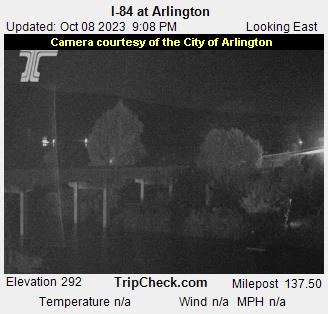 I-84 at Arlington
Updated: Oct 08 2023 9:08 PM Looking East
Camera courtesy of the City of Arlington
Elevation 292 TripCheck.com Milepost 137.50
Temperature n/a Wind n/a MPH n/a